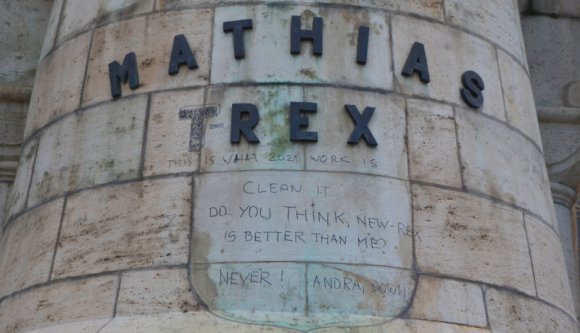 MATHIAS
T REX
THIS IS WHAT 2021 WORK IS
CLEAN IT
DO YOU THINK, NEW-REX
IS BETTER THAN ME?
NEVER! ANDRAJ DOWN!